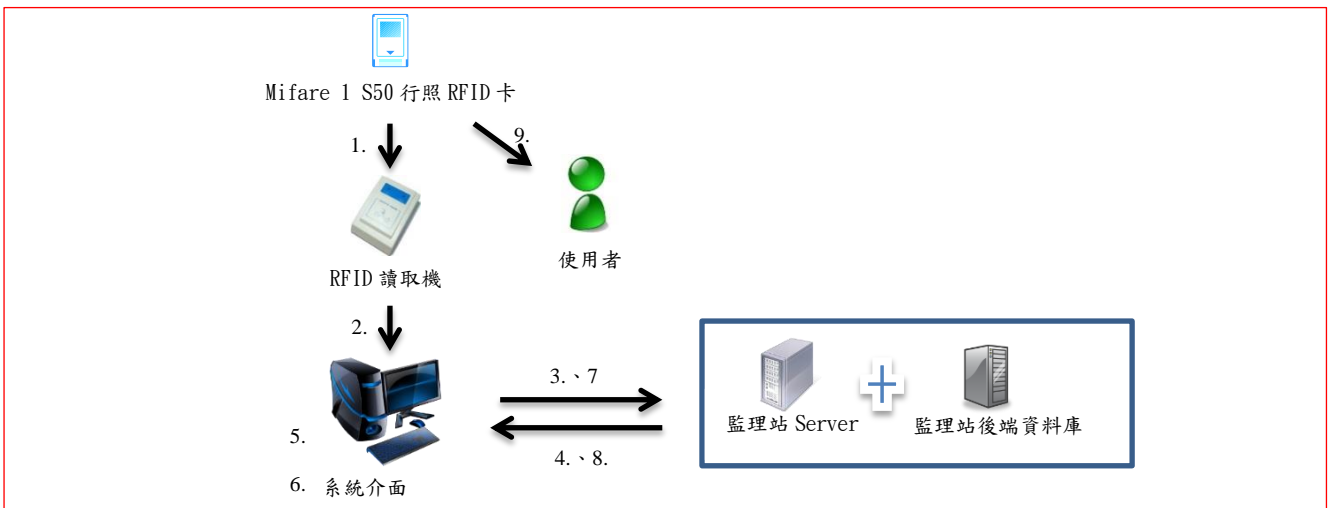 Mifare 1 S50 行照 RFID 卡
1.
9.
RFID 讀取機
使用者
2.
3.、7
監理站 Server
監理站後端資料庫
5.
4.、8.
6. 系統介面